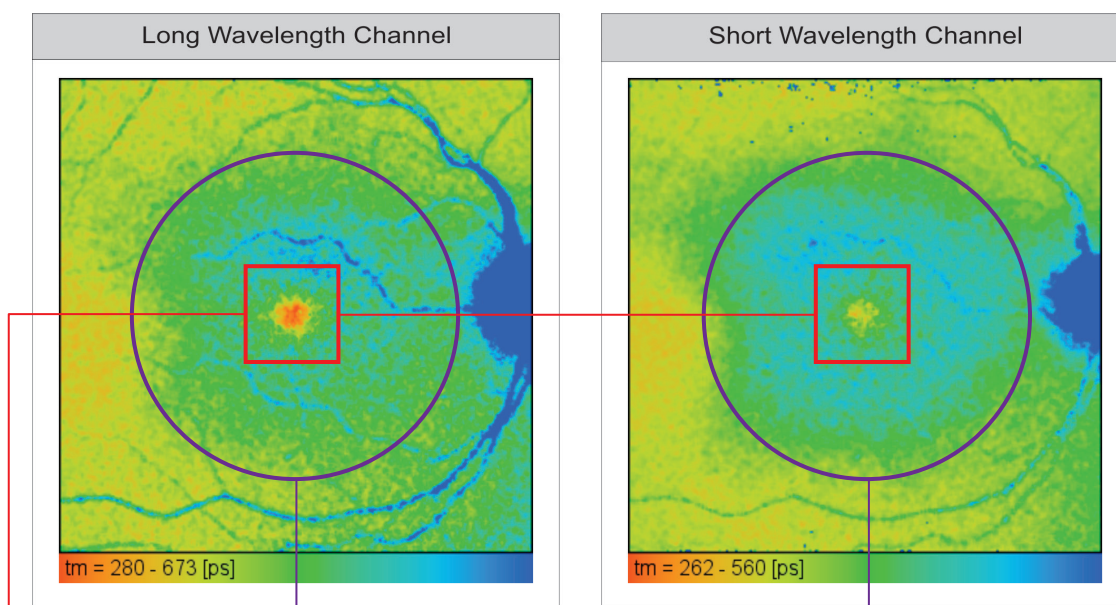 Long Wavelength Channel
Short Wavelength Channel
tm = 280 - 673 [ps]
tm = 262 - 560 [ps]